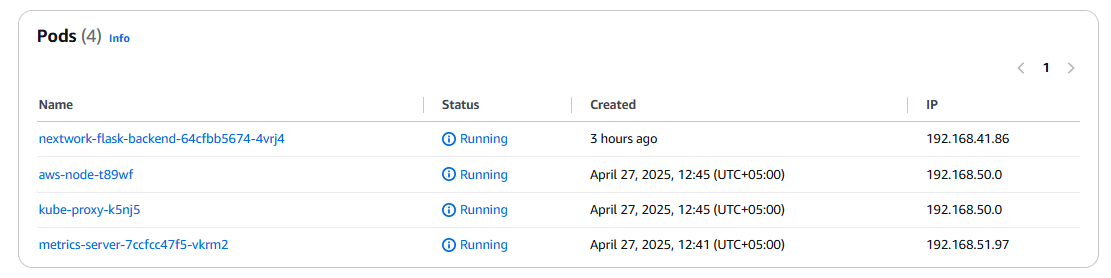 Pods (4) Info
1
Name Status Created IP
nextwork-flask-backend-64cfbb5674-4vrj4 Running 3 hours ago 192.168.41.86
aws-node-t89wf Running April 27, 2025, 12:45 (UTC+05:00) 192.168.50.0
kube-proxy-k5nj5 Running April 27, 2025, 12:45 (UTC+05:00) 192.168.50.0
metrics-server-7ccfcc47f5-vkrm2 Running April 27, 2025, 12:41 (UTC+05:00) 192.168.51.97